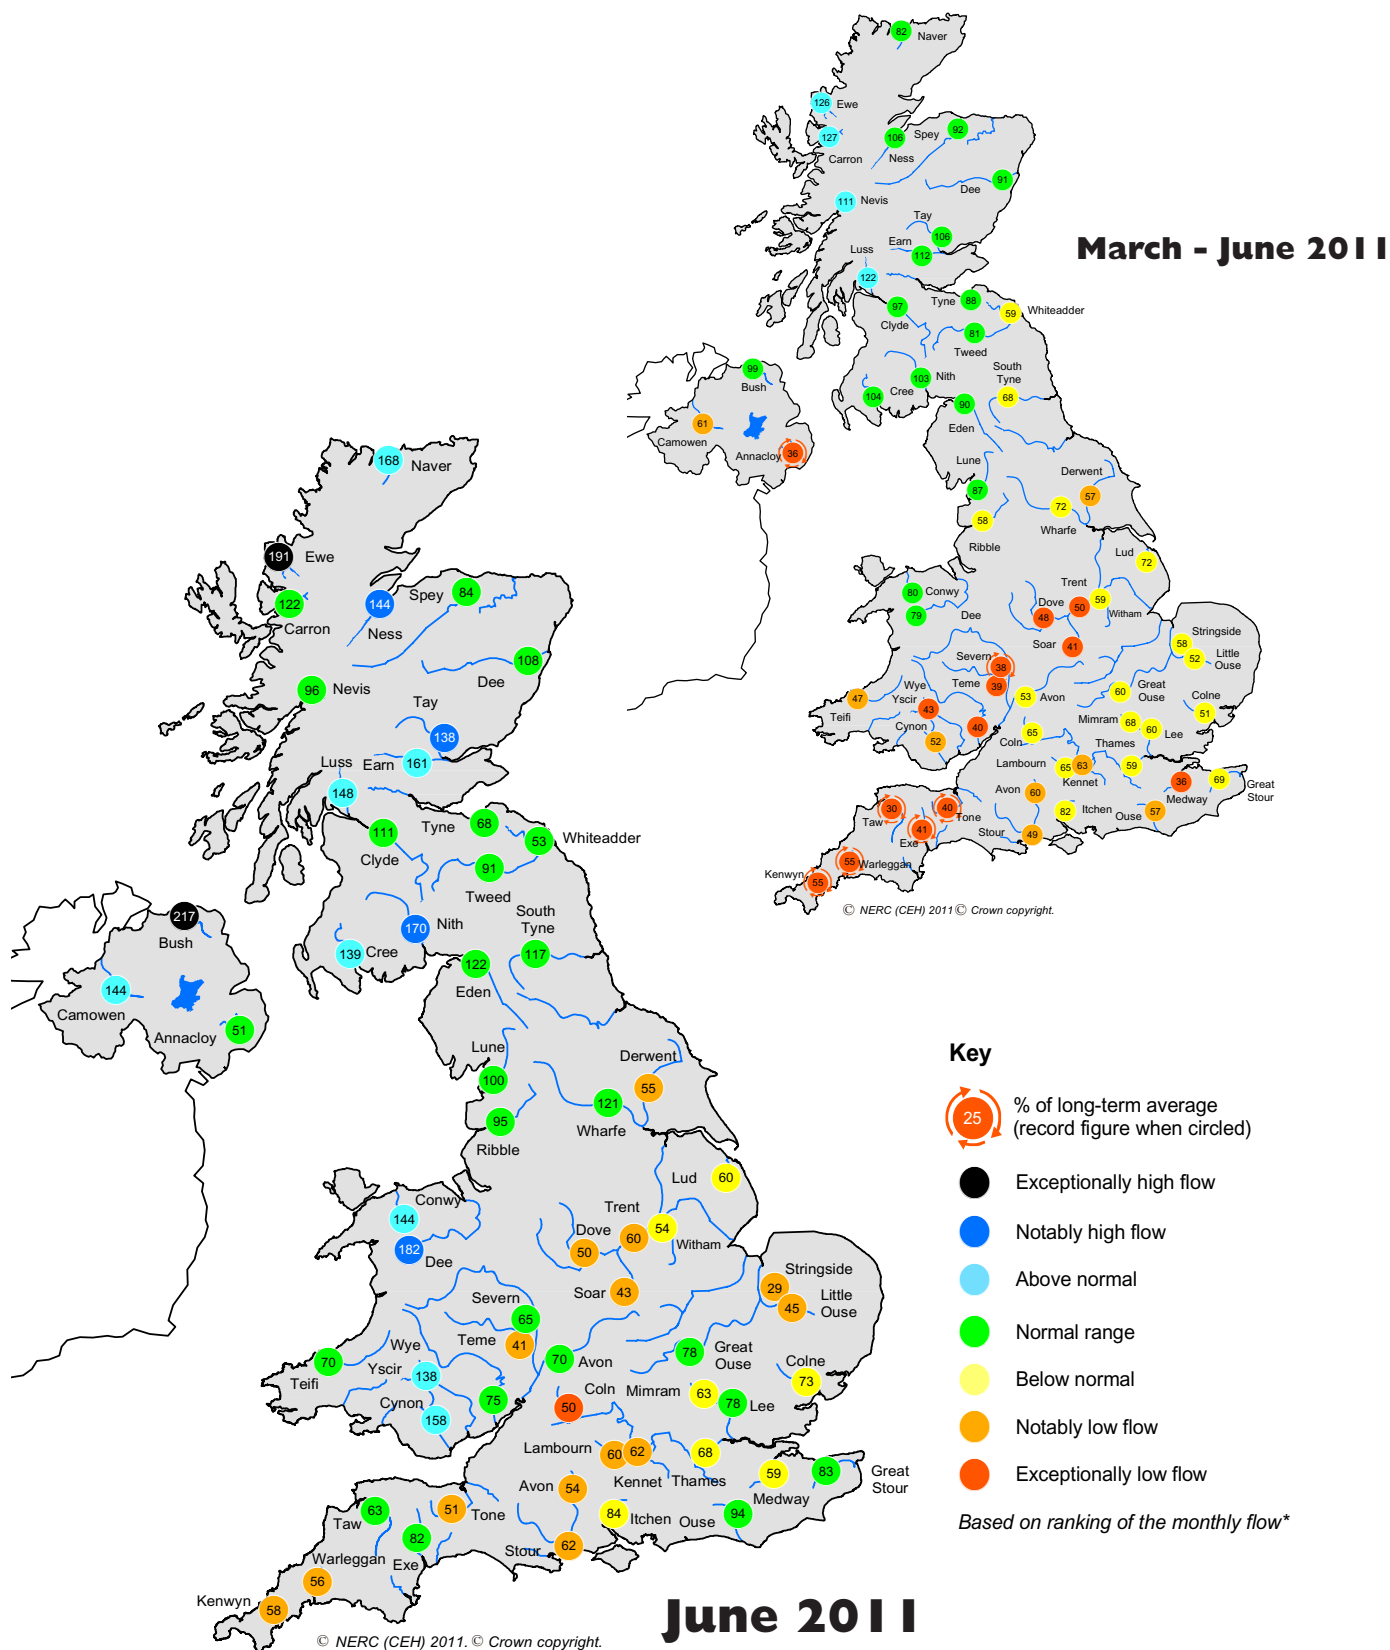 March - June 2011
82
Naver
126
Ewe
127
Carron
106
Ness
Spey
92
Dee
91
111
Nevis
Tay
106
Earn
112
Luss
122
97
Clyde
Tyne
88
59
Whiteadder
81
Tweed
103
Nith
104
Cree
South
Tyne
68
90
Eden
99
Bush
61
Camowen
Annacloy
36
Lune
87
Derwent
57
72
Wharfe
58
Ribble
Lud
72
80
Conwy
79
Dee
Trent
50
59
Witham
Dove
48
Soar
41
Stringside
58
Little
Ouse
52
Severn
38
Teme
39
Wye
40
Yscir
43
Cynon
52
47
Teifi
53
Avon
60
Great
Ouse
Colne
51
Mimram
68
60
Lee
65
Coln
Thames
59
Lambourn
65
63
Kennet
36
Medway
69
Great
Stour
Avon
60
82
Itchen
Ouse
57
Stour
49
30
Taw
40
Tone
41
Exe
55
Warleggan
Kenwyn
55
© NERC (CEH) 2011 © Crown copyright.
168
Naver
191
Ewe
122
Carron
144
Ness
Spey
84
108
Dee
96
Nevis
Tay
138
Earn
161
Luss
148
111
Clyde
Tyne
68
53
Whiteadder
91
Tweed
170
Nith
139
Cree
South
Tyne
117
122
Eden
217
Bush
144
Camowen
Annacloy
51
Lune
100
Derwent
55
121
Wharfe
95
Ribble
Lud
60
Conwy
144
182
Dee
Trent
60
54
Witham
Dove
50
Soar
43
Stringside
29
Little
Ouse
45
Severn
65
Teme
41
Wye
75
Yscir
138
Cynon
158
70
Teifi
70
Avon
78
Great
Ouse
Colne
73
Mimram
63
78
Lee
Coln
50
Lambourn
60
62
Kennet
68
Thames
59
Medway
83
Great
Stour
Avon
54
84
Itchen
Ouse
94
Stour
62
63
Taw
51
Tone
82
Exe
Warleggan
56
Kenwyn
58
© NERC (CEH) 2011. © Crown copyright.
June 2011
Key
25
% of long-term average
(record figure when circled)
Exceptionally high flow
Notably high flow
Above normal
Normal range
Below normal
Notably low flow
Exceptionally low flow
Based on ranking of the monthly flow*